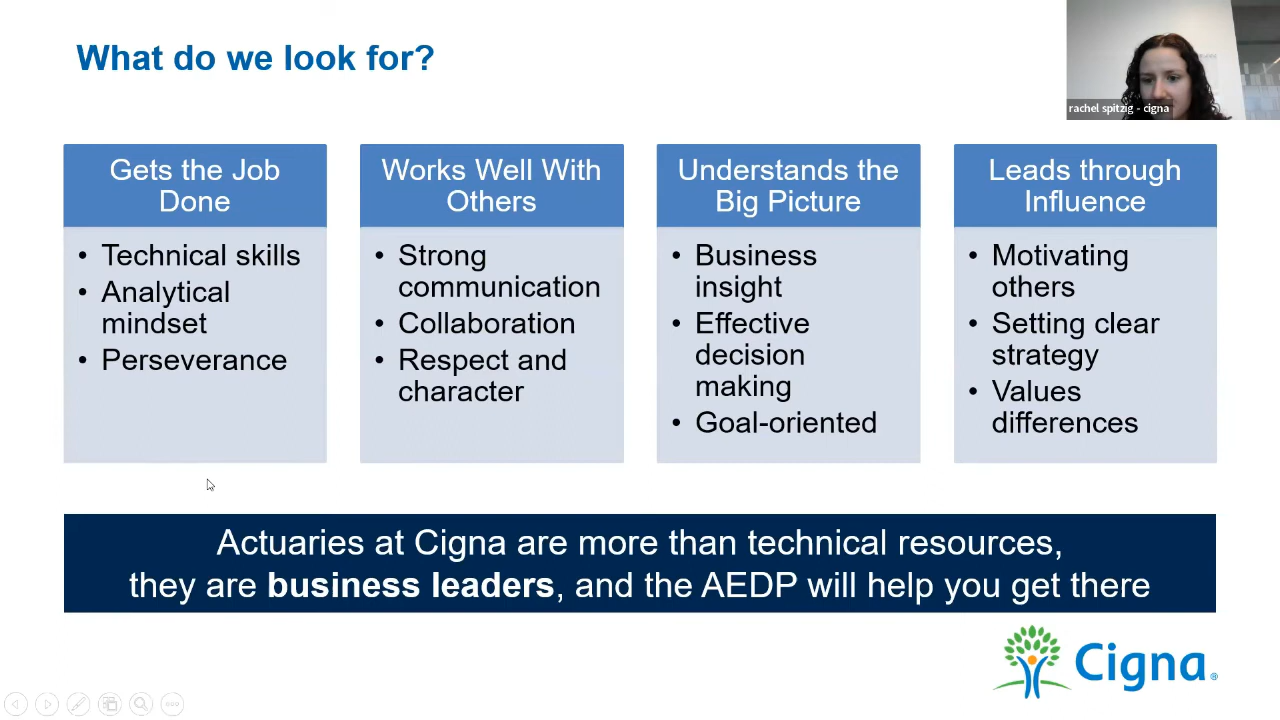 What do we look for?
rachel spitzig - cigna
Gets the Job
Done
• Technical skills
• Analytical
mindset
• Perseverance
Works Well With
Others
• Strong
communication
• Collaboration
• Respect and
character
Understands the
Big Picture
• Business
insight
• Effective
decision
making
• Goal-oriented
Leads through
Influence
• Motivating
others
• Setting clear
strategy
• Values
differences
Actuaries at Cigna are more than technical resources,
they are business leaders, and the AEDP will help you get there
Cigna®